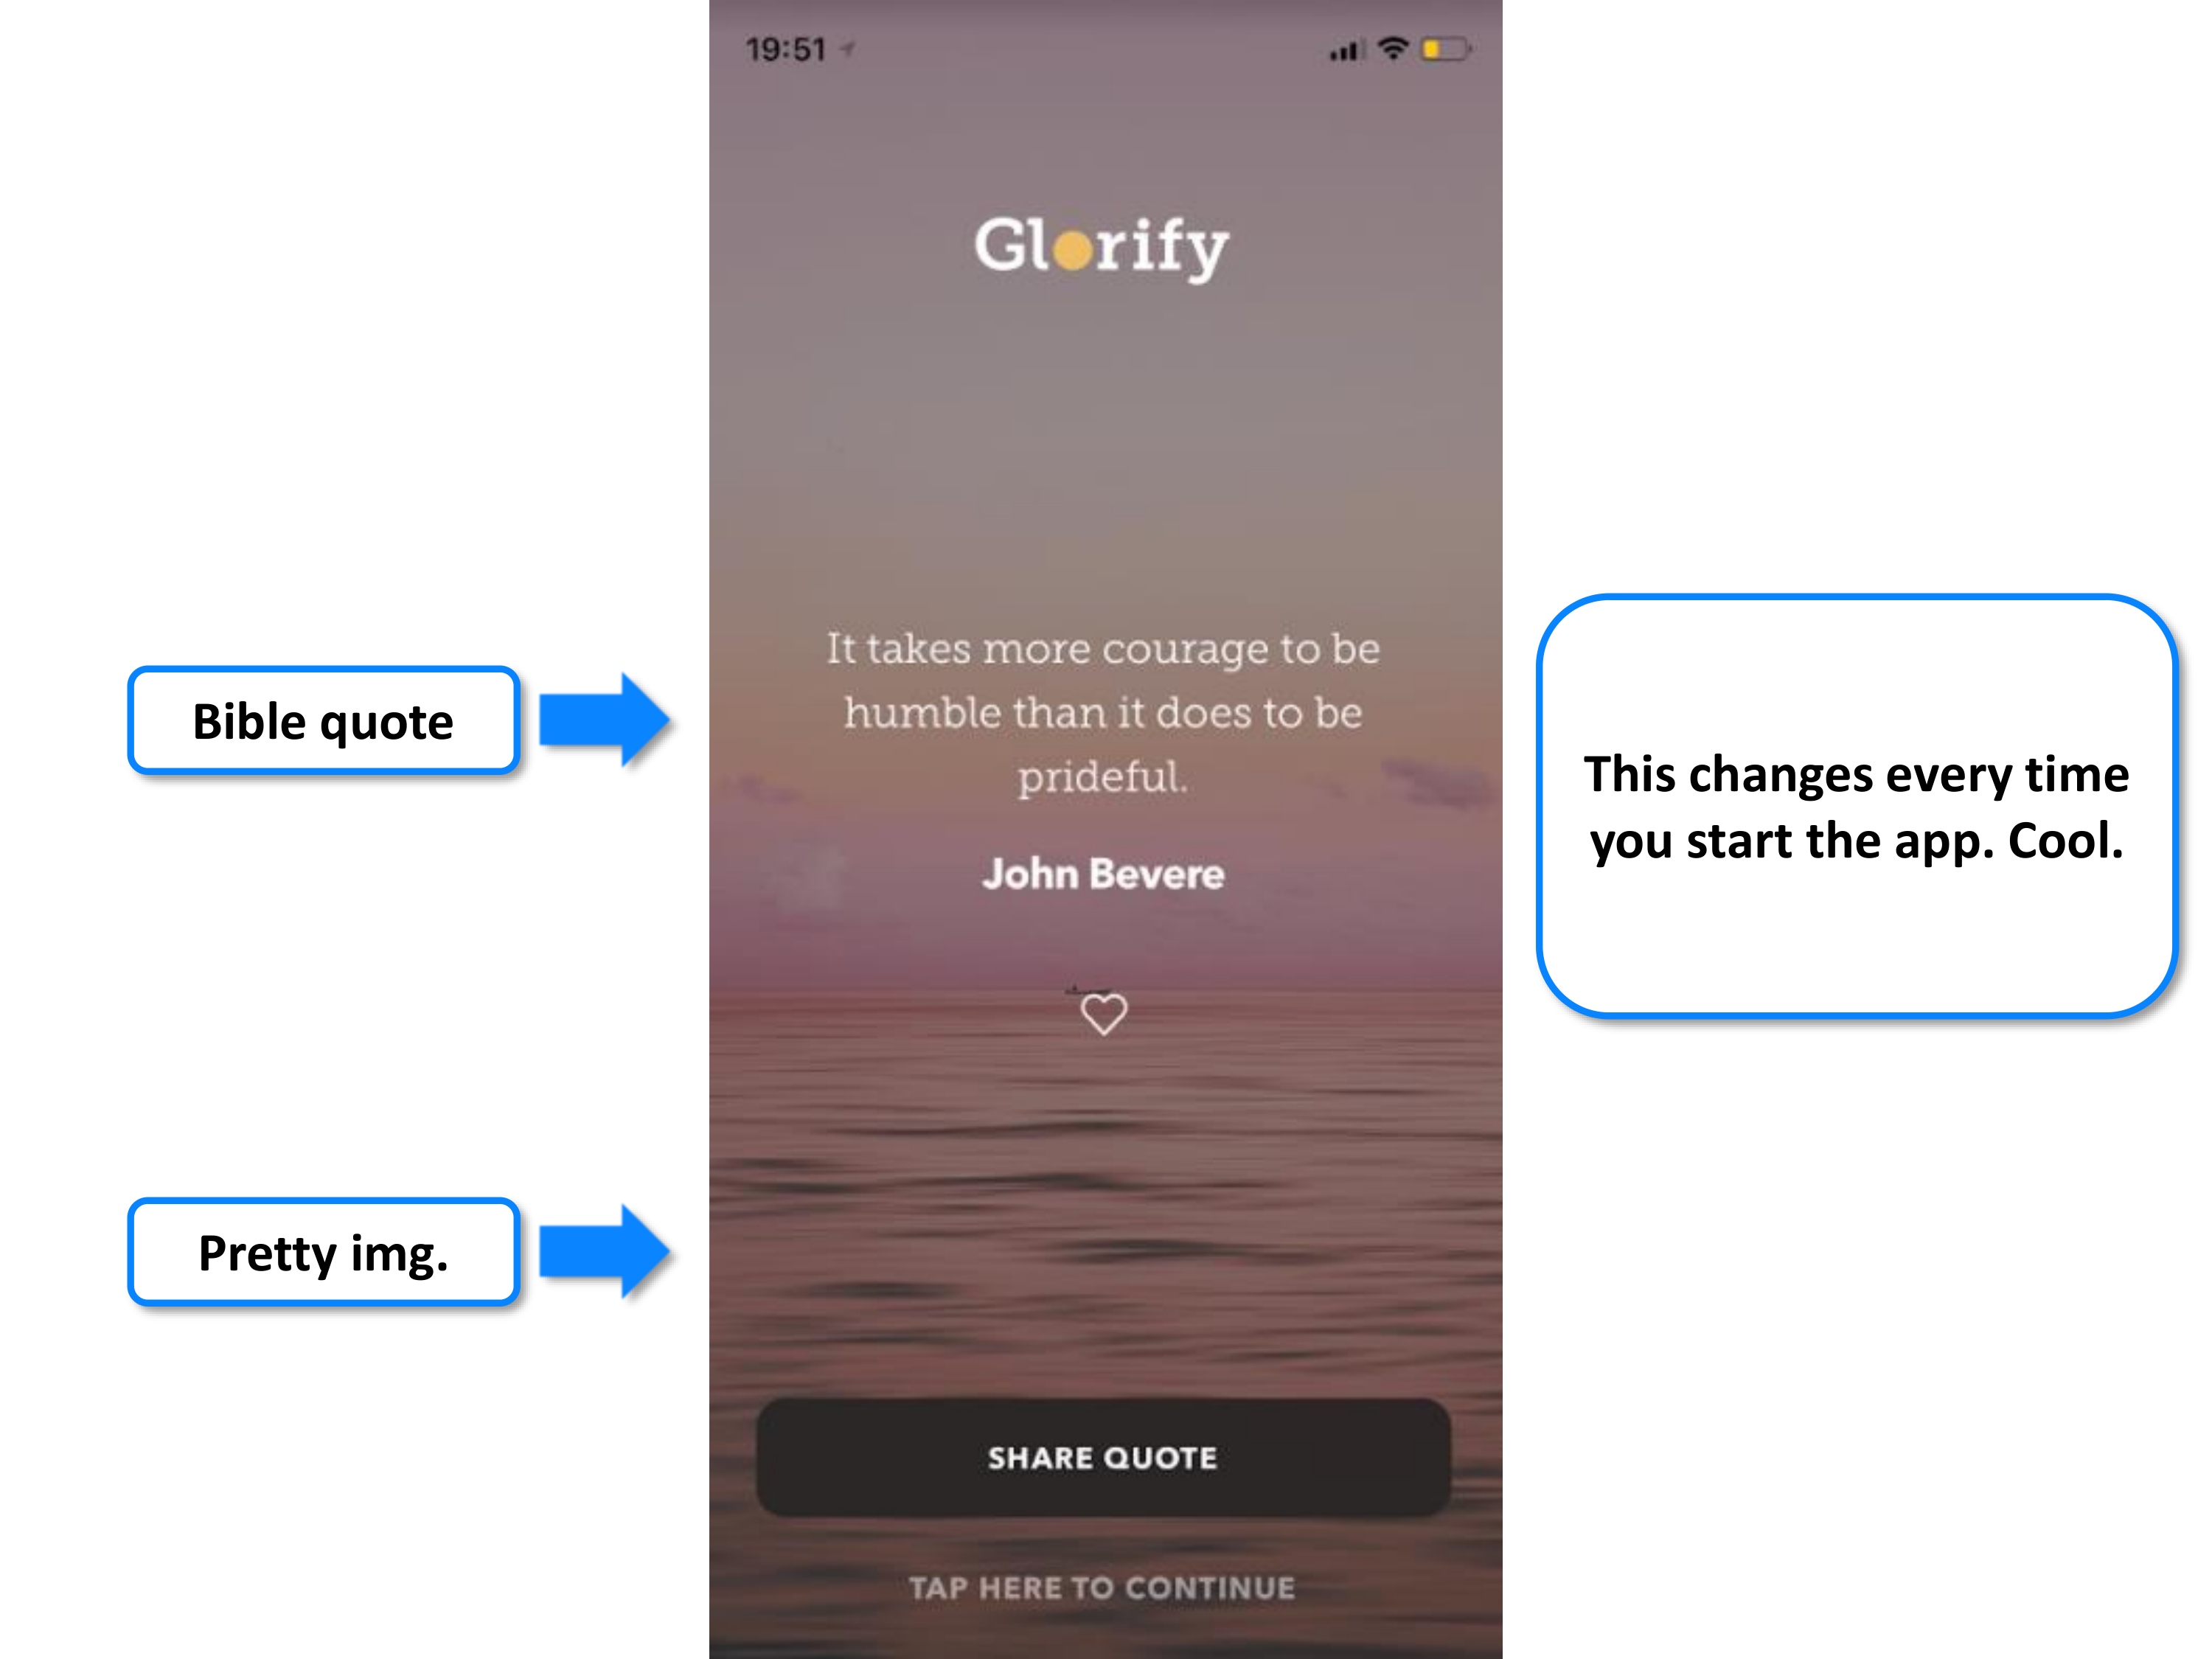 19:51
Glorify
It takes more courage to be
humble than it does to be
prideful.
John Bevere
SHARE QUOTE
TAP HERE TO CONTINUE
Bible quote
Pretty img.
This changes every time
you start the app. Cool.